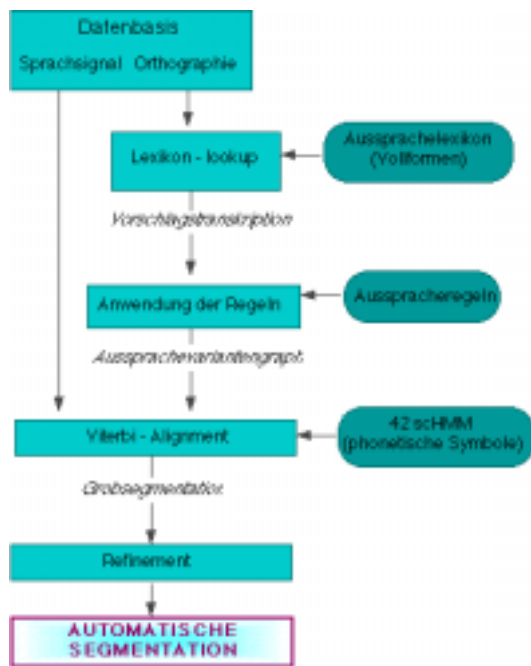 Datenbasis
Sprachsignal Orthographie
Lexikon - lookup
Aussprachelexikon
(Vollformen)
Vorschlagstranskription
Anwendung der Regeln
Ausspracheregeln
Aussprachevariantengraph
Viterbi - Alignment
42 scHMM
(phonetische Symbole)
Grobsegmentation
Refinement
AUTOMATISCHE
SEGMENTATION